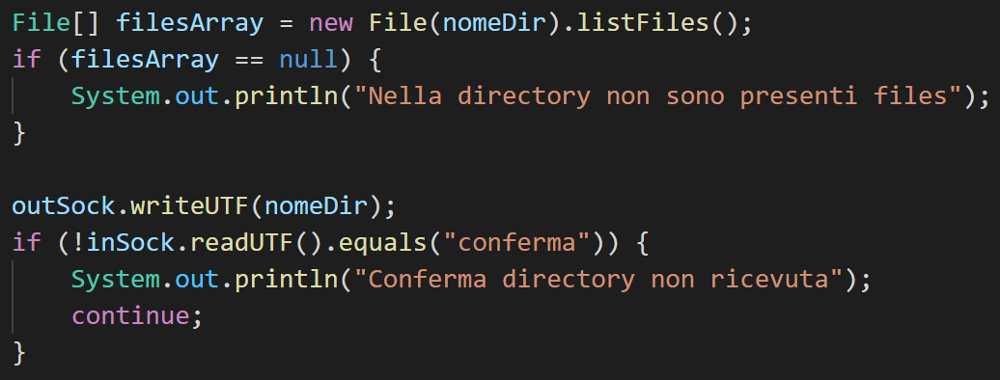 File[] filesArray = new File(nomeDir).listFiles();
if (filesArray == null) {
    System.out.println("Nella directory non sono presenti files");
}

outSock.writeUTF(nomeDir);
if (!inSock.readUTF().equals("conferma")) {
    System.out.println("Conferma directory non ricevuta");
    continue;
}